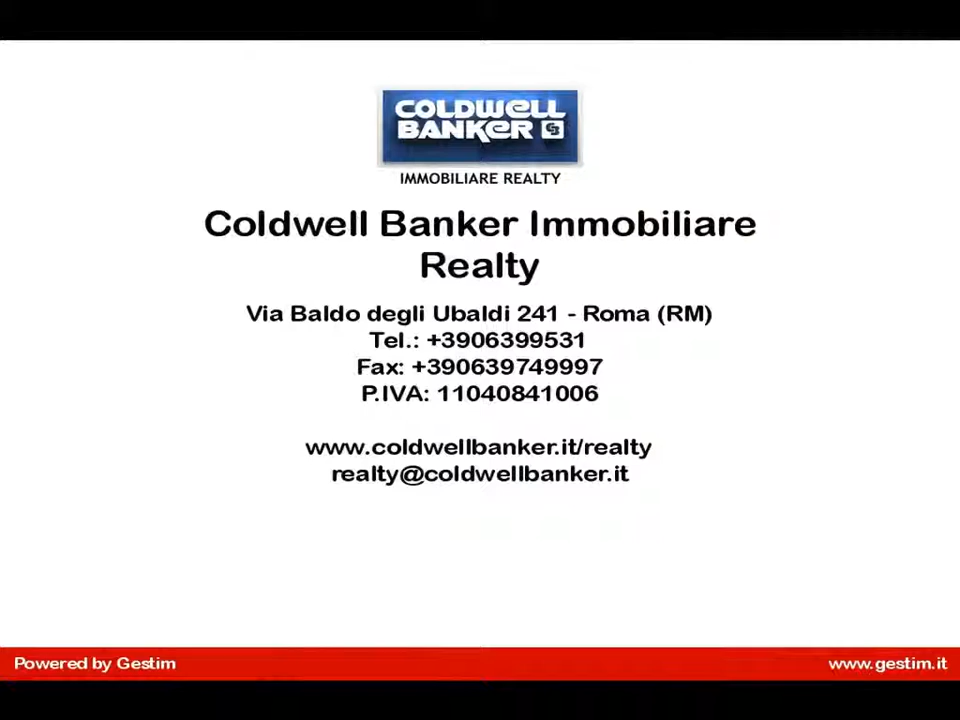 COLDWELL
BANKER CB
IMMOBILIARE REALTY
Coldwell Banker Immobiliare
Realty
Via Baldo degli Ubaldi 241 - Roma (RM)
Tel.: +3906399531
Fax: +390639749997
P.IVA: 11040841006
www.coldwellbanker.it/realty
realty@coldwellbanker.it
Powered by Gestim
www.gestim.it